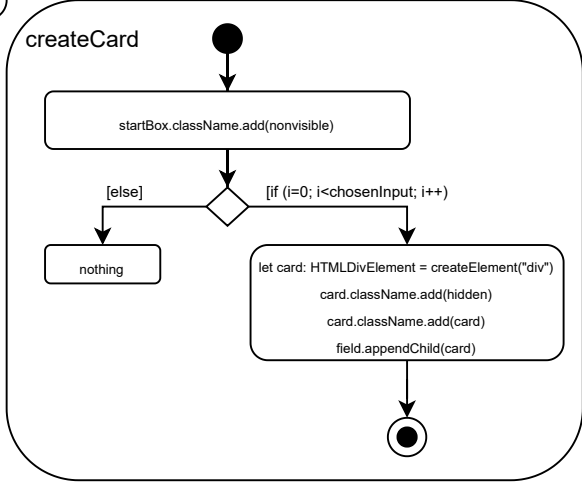 createCard
startBox.className.add(nonvisible)
[else]
[if (i=0; i<chosenInput; i++)
nothing
let card: HTMLDivElement = createElement("div")
card.className.add(hidden)
card.className.add(card)
field.appendChild(card)